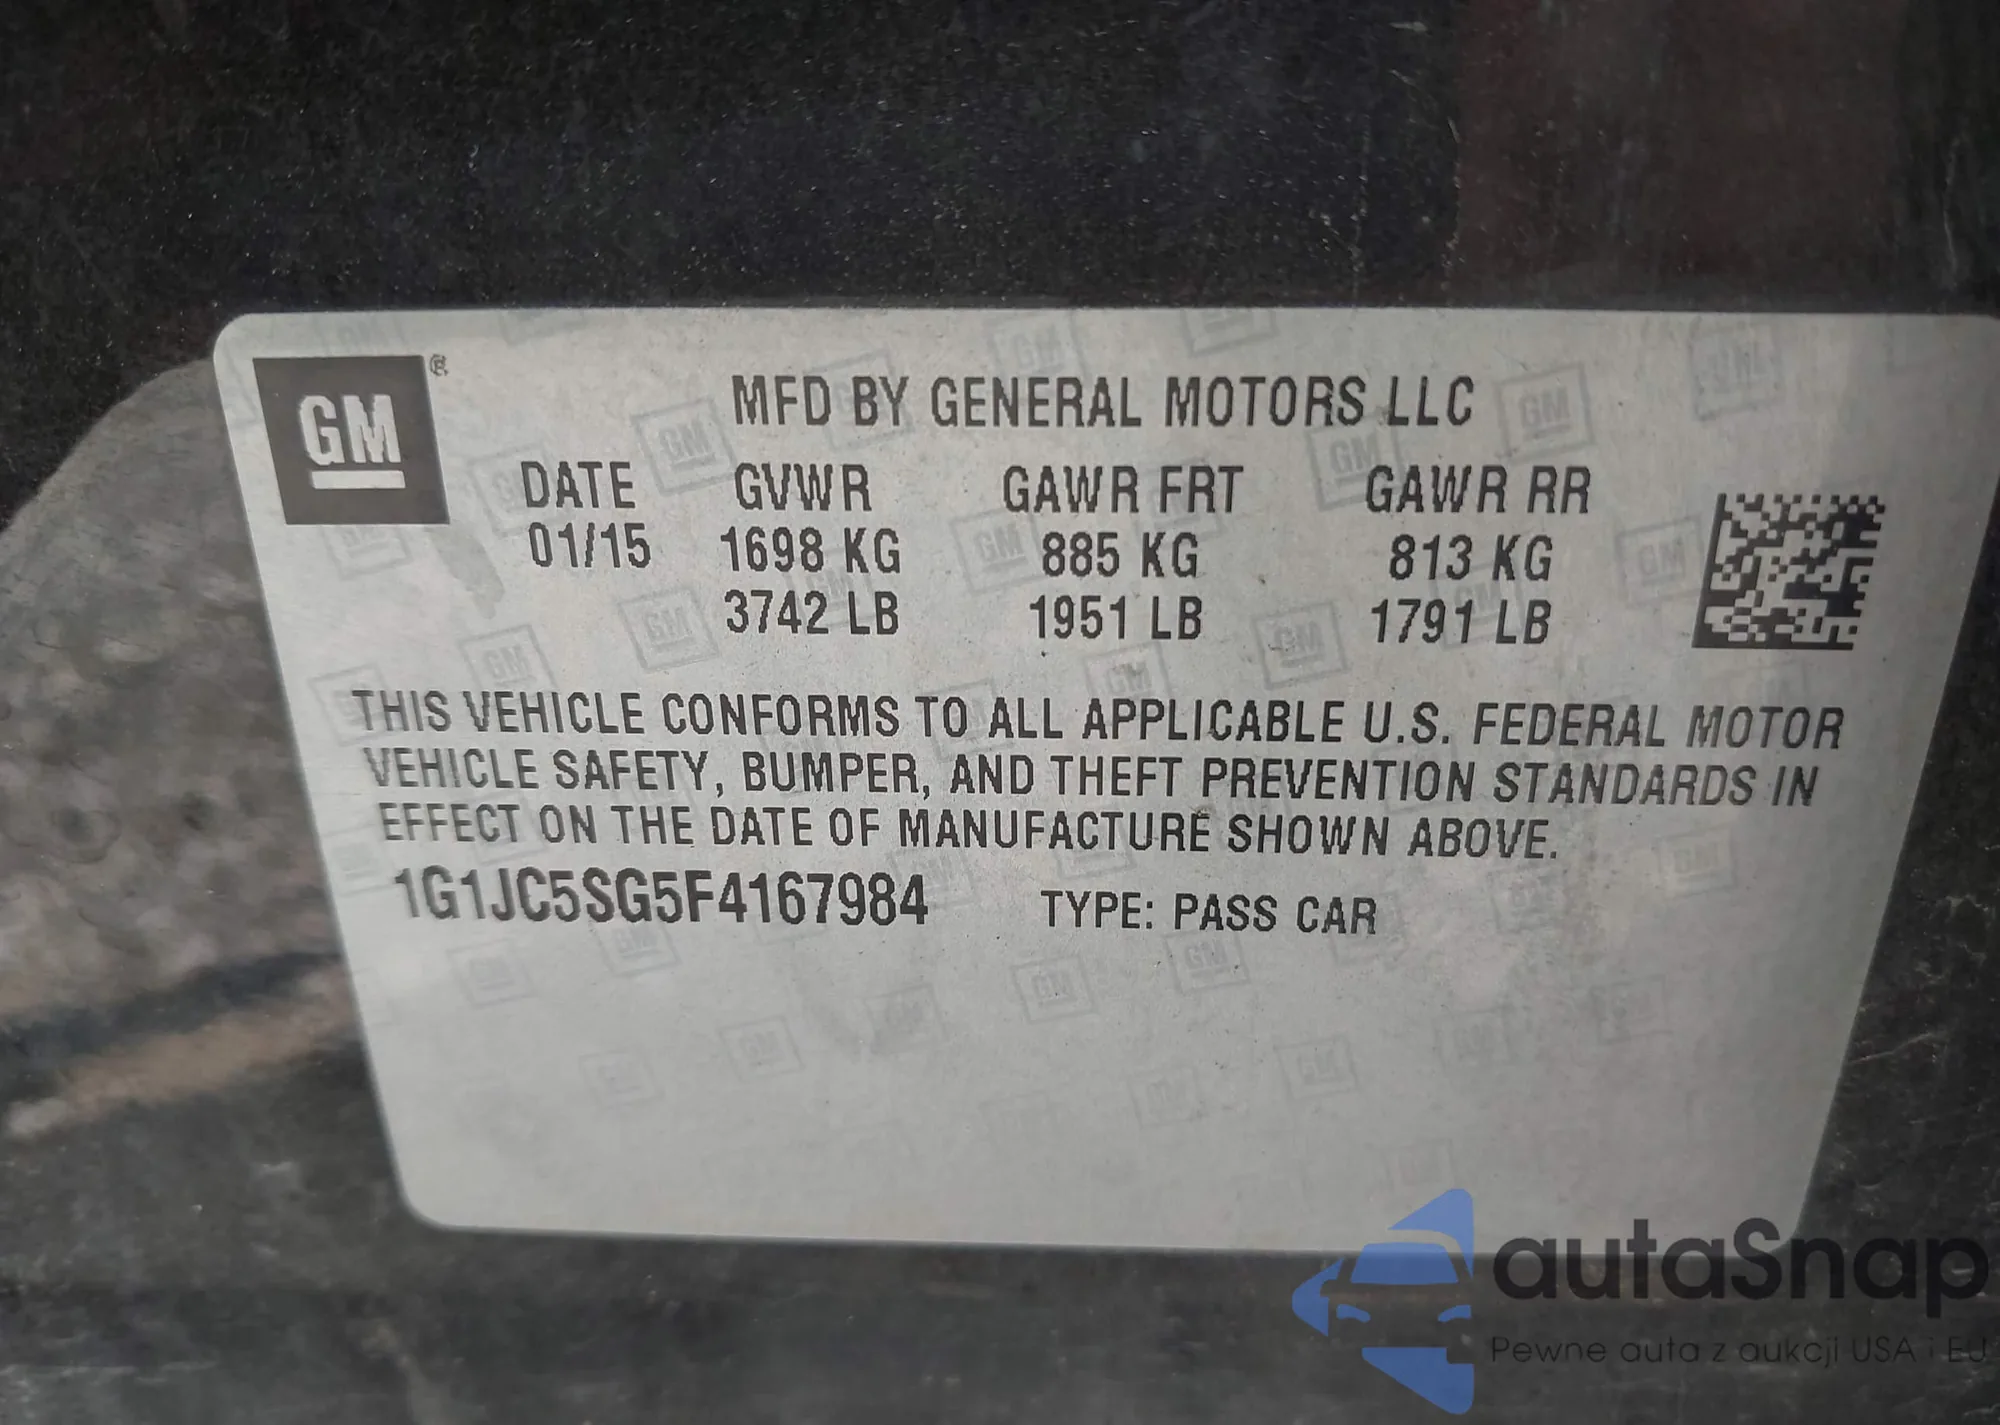 GM®
MFD BY GENERAL MOTORS LLC
DATE GVWR GAWR FRT GAWR RR
01/15 1698 KG 885 KG 813 KG
3742 LB 1951 LB 1791 LB
THIS VEHICLE CONFORMS TO ALL APPLICABLE U.S. FEDERAL MOTOR
VEHICLE SAFETY, BUMPER, AND THEFT PREVENTION STANDARDS IN
EFFECT ON THE DATE OF MANUFACTURE SHOWN ABOVE.
1G1JC5SG5F4167984 TYPE: PASS CAR
autaSnap
Pewne auta z aukcji USA i EU